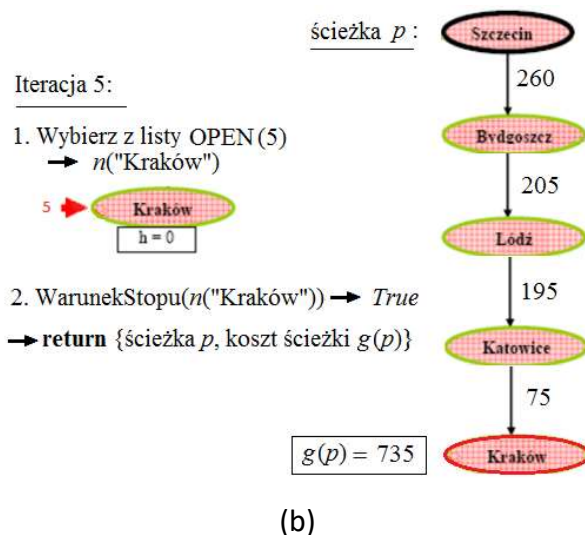 ścieżka p :
Szczecin
260
Bydgoszcz
205
Łódź
195
Katowice
75
Kraków
g(p) = 735
Iteracja 5:
1. Wybierz z listy OPEN (5)
→ n("Kraków")
5
Kraków
h = 0
2. WarunekStopu(n("Kraków")) → True
→ return {ścieżka p, koszt ścieżki g(p)}
(b)